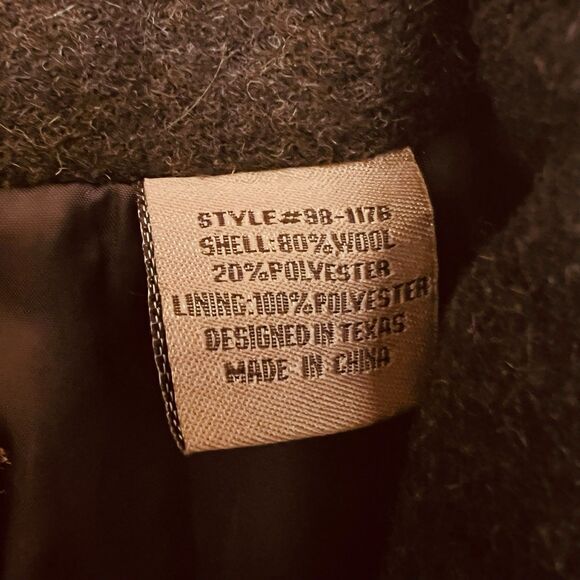 STYLE#98-1176
SHELL:80%WOOL
20%POLYESTER
LINING:100%POLYESTER
DESIGNED IN TEXAS
MADE IN CHINA